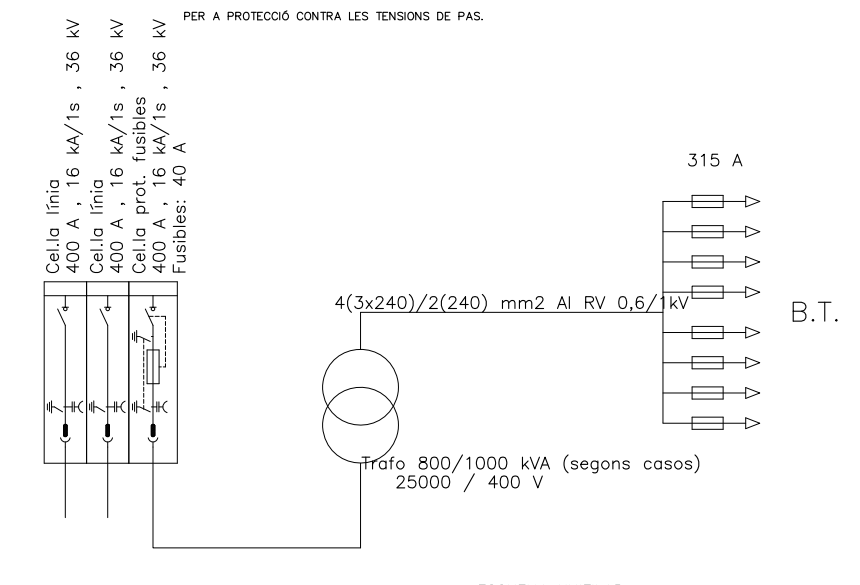 PER A PROTECCIÓ CONTRA LES TENSIONS DE PAS.
Cel.la línia
400 A , 16 kA/1s , 36 kV
Cel.la línia
400 A , 16 kA/1s , 36 kV
Cel.la prot. fusibles
400 A , 16 kA/1s , 36 kV
Fusibles: 40 A
315 A
4(3x240)/2(240) mm2 Al RV 0,6/1kV
B.T.
Trafo 800/1000 kVA (segons casos)
25000 / 400 V